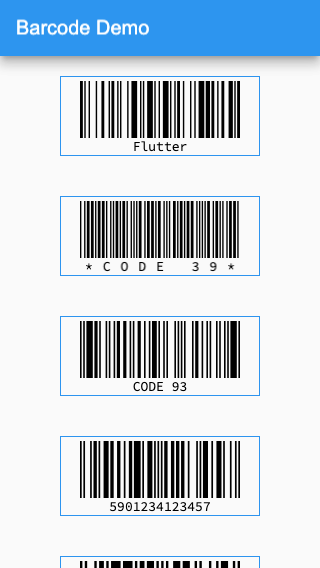 Barcode Demo
Flutter
* C O D E   3 9 *
CODE 93
5901234123457